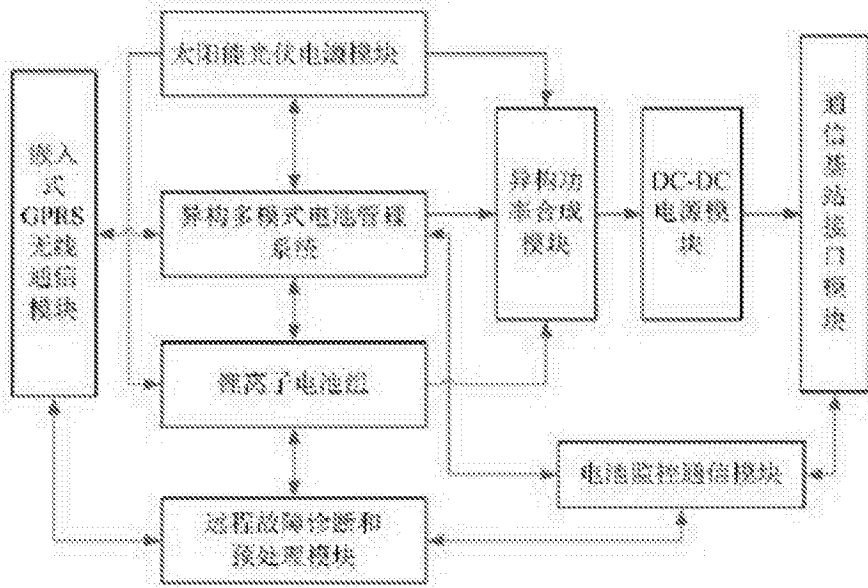 太阳能光伏电源模块
嵌入
式
GPRS
无线
通信
模块
异构多模式电池管理
系统
锂离子电池组
远程故障诊断和
预处理模块
异构功
率合成
模块
DC-DC
电源模
块
通
信
基
站
接
口
模
块
电池监控通信模块